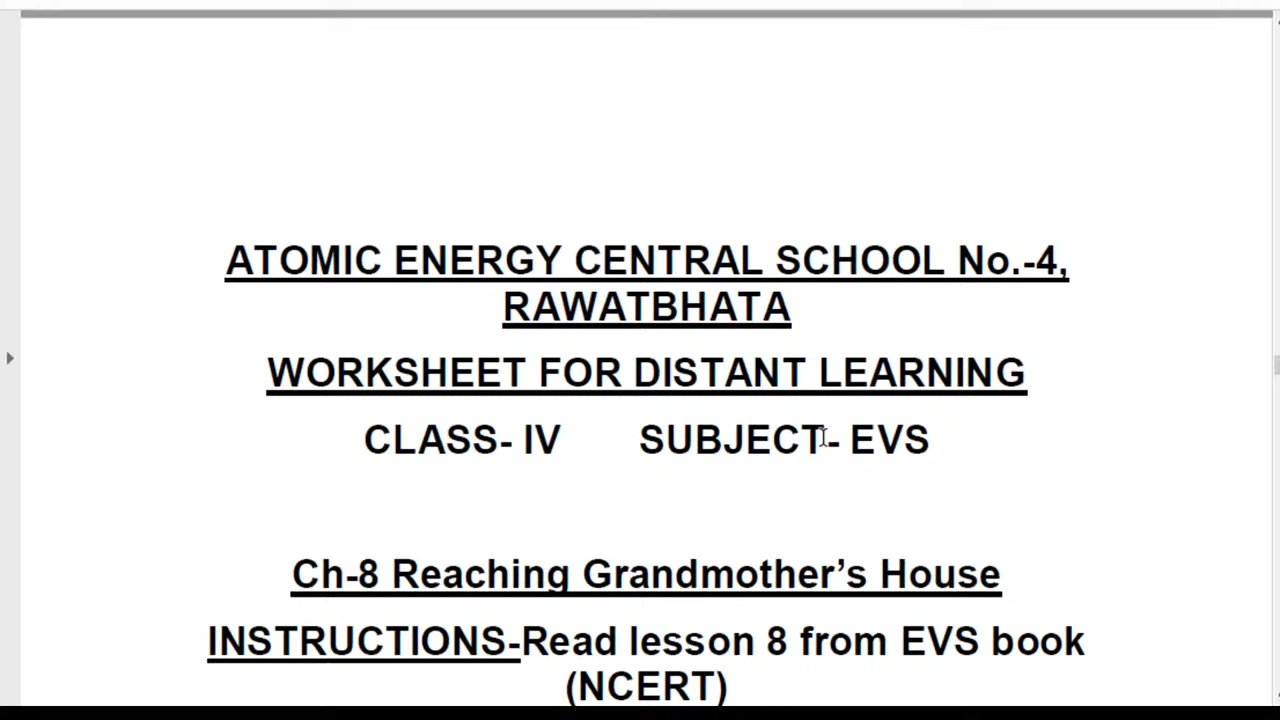 ATOMIC ENERGY CENTRAL SCHOOL No.-4,
RAWATBHATA
WORKSHEET FOR DISTANT LEARNING
CLASS- IV SUBJECT- EVS
Ch-8 Reaching Grandmother’s House
INSTRUCTIONS-Read lesson 8 from EVS book
(NCERT)